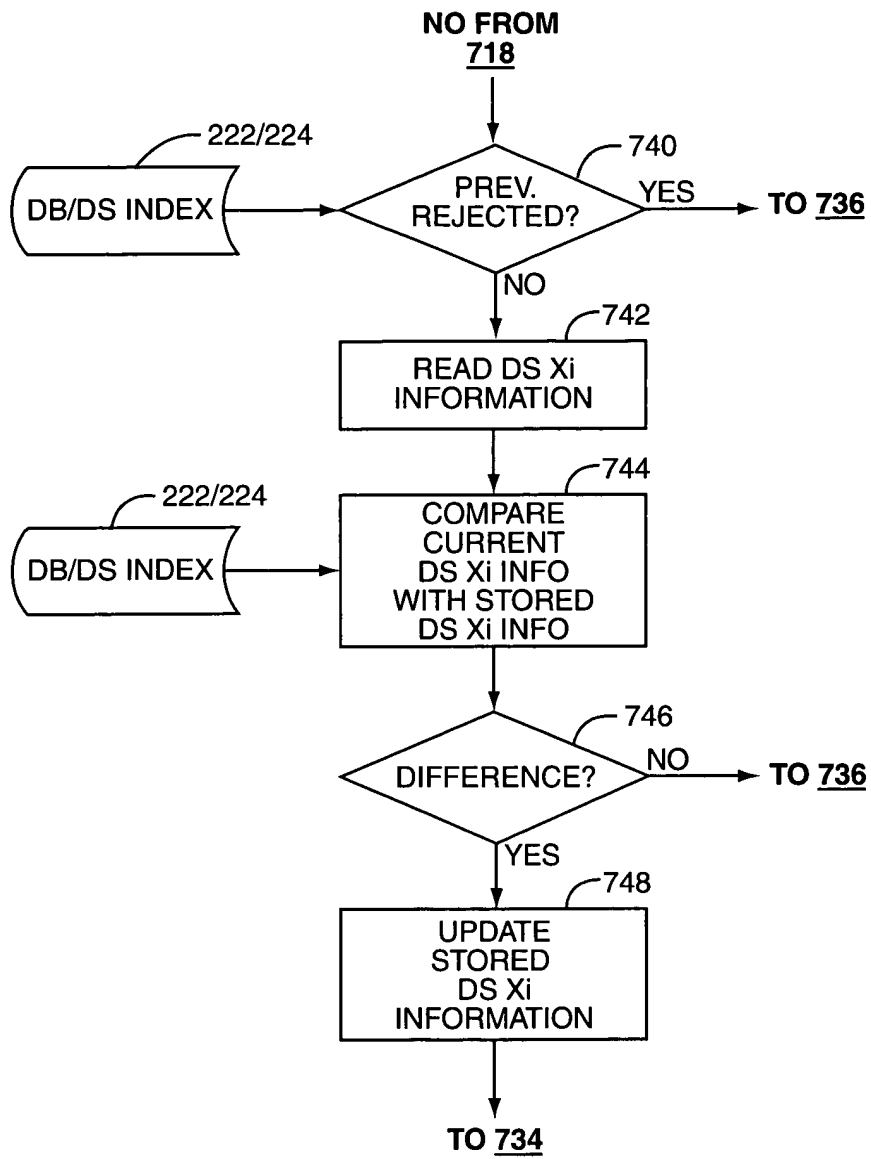 NO FROM
718
222/224
740
DB/DS INDEX
PREV.
REJECTED?
YES
TO 736
NO
742
READ DS Xi
INFORMATION
744
222/224
DB/DS INDEX
COMPARE
CURRENT
DS Xi INFO
WITH STORED
DS Xi INFO
746
DIFFERENCE?
NO
TO 736
YES
748
UPDATE
STORED
DS Xi
INFORMATION
TO 734